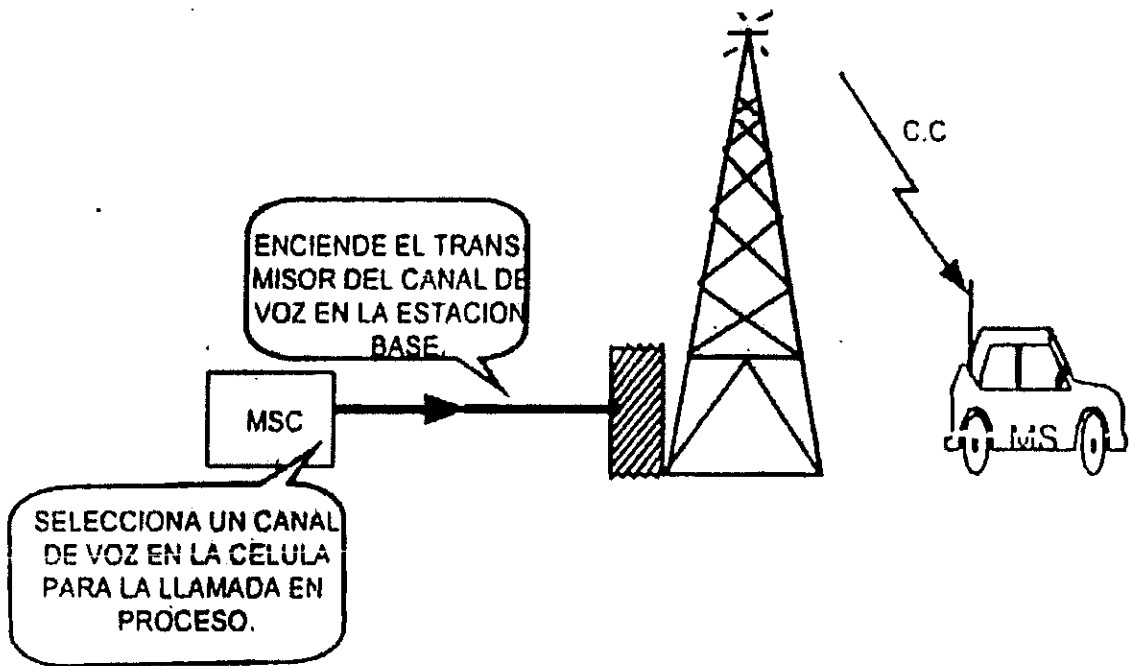 C.C
ENCIENDE EL TRANS-
MISOR DEL CANAL DE
VOZ EN LA ESTACION
BASE.
MSC
MS
SELECCIONA UN CANAL
DE VOZ EN LA CELULA
PARA LA LLAMADA EN
PROCESO.